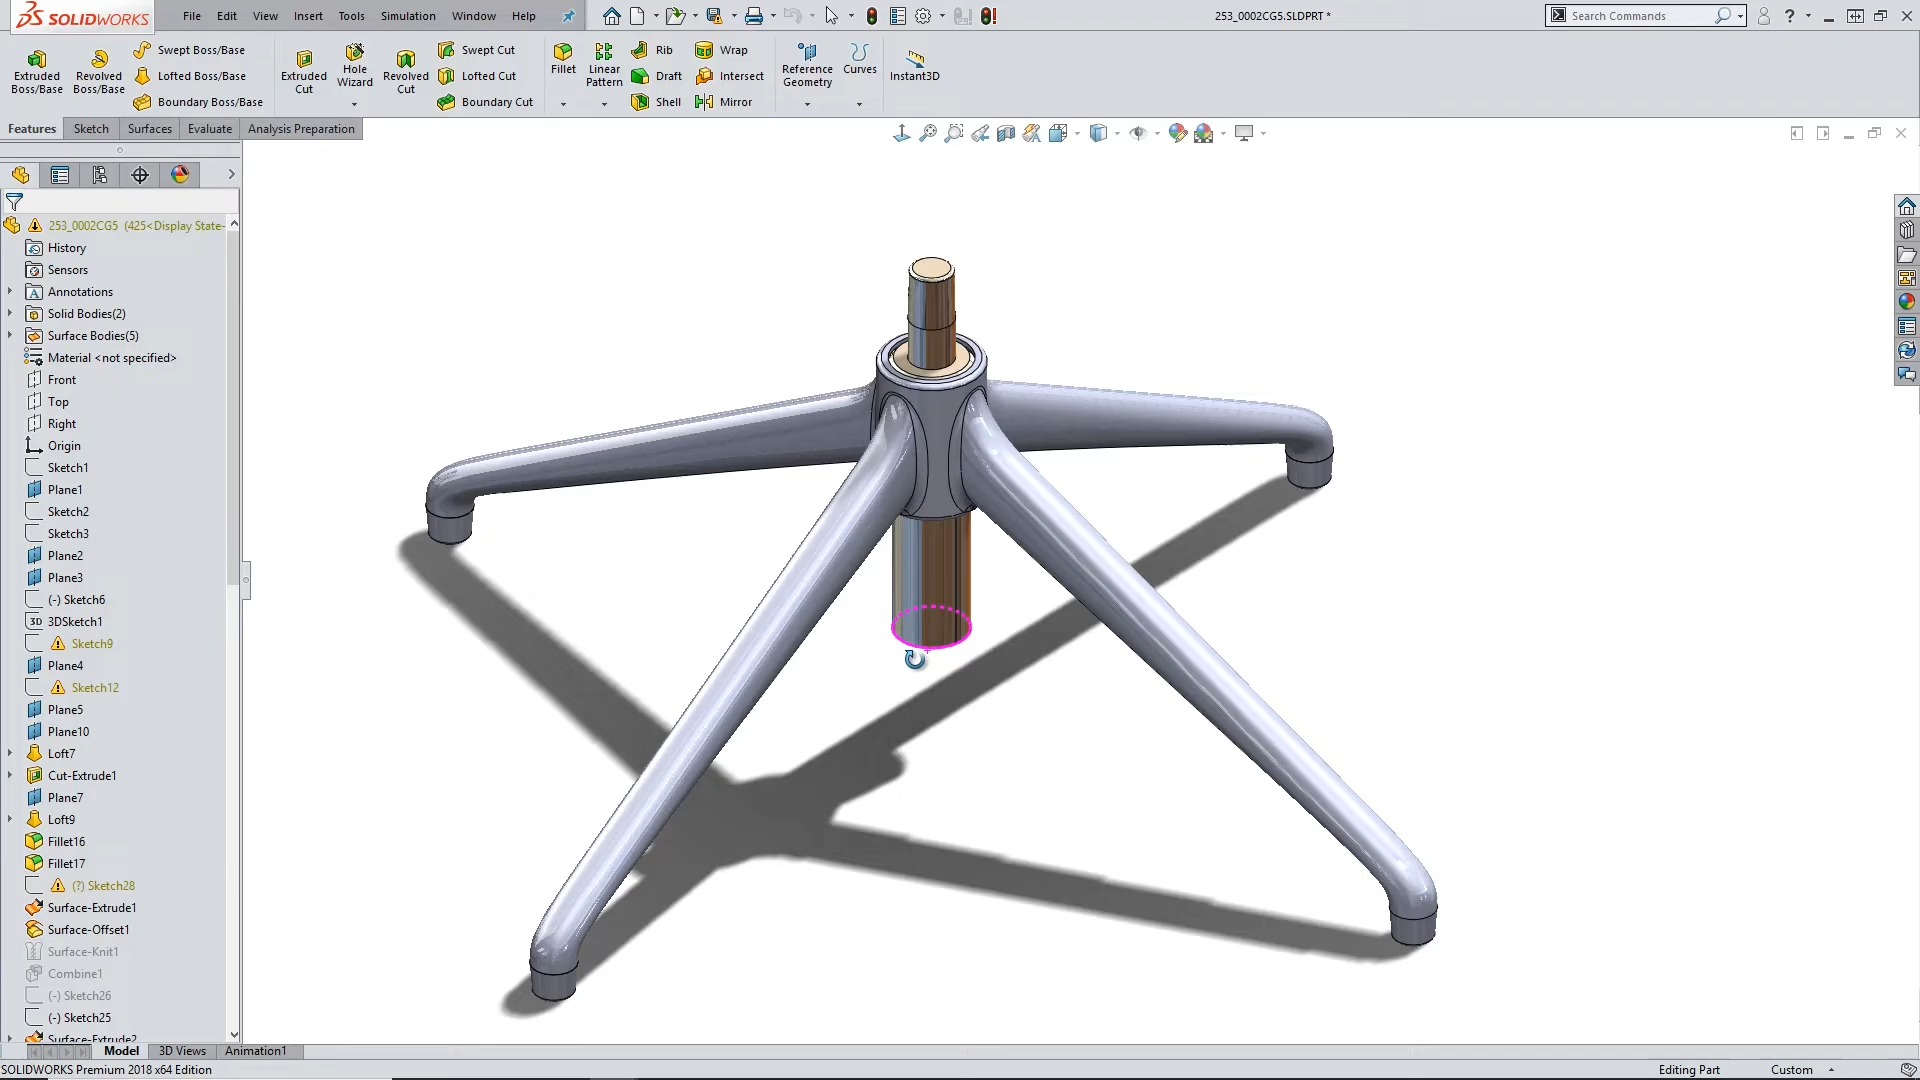 SOLIDWORKS File Edit View Insert Tools Simulation Window Help 253_0002CG5.SLDPRT * Search Commands ?
Extruded Boss/Base
Revolved Boss/Base
Swept Boss/Base
Lofted Boss/Base
Boundary Boss/Base
Extruded Cut
Hole Wizard
Revolved Cut
Swept Cut
Lofted Cut
Boundary Cut
Fillet
Linear Pattern
Rib
Draft
Shell
Wrap
Intersect
Mirror
Reference Geometry
Curves
Instant3D
Features Sketch Surfaces Evaluate Analysis Preparation
253_0002CG5 (425<Display State-
History
Sensors
A Annotations
Solid Bodies(2)
Surface Bodies(5)
Material <not specified>
Front
Top
Right
Origin
Sketch1
Plane1
Sketch2
Sketch3
Plane2
Plane3
(-) Sketch6
3D 3DSketch1
Sketch9
Plane4
Sketch12
Plane5
Plane10
Loft7
Cut-Extrude1
Plane7
Loft9
Fillet16
Fillet17
(?) Sketch28
Surface-Extrude1
Surface-Offset1
Surface-Knit1
Combine1
(-) Sketch26
(-) Sketch25
Surface-Extrude2
Model 3D Views Animation1
SOLIDWORKS Premium 2018 x64 Edition Editing Part Custom